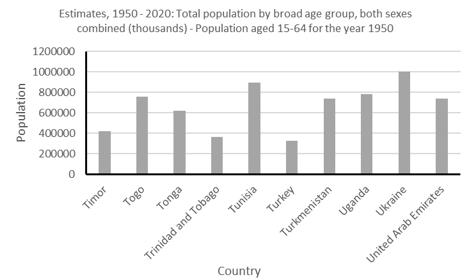 Estimates, 1950 - 2020: Total population by broad age group, both sexes
combined (thousands) - Population aged 15-64 for the year 1950
1200000
1000000
800000
600000
400000
200000
0
Population
Timor
Togo
Tonga
Trinidad and Tobago
Tunisia
Turkey
Turkmenistan
Uganda
Ukraine
United Arab Emirates
Country